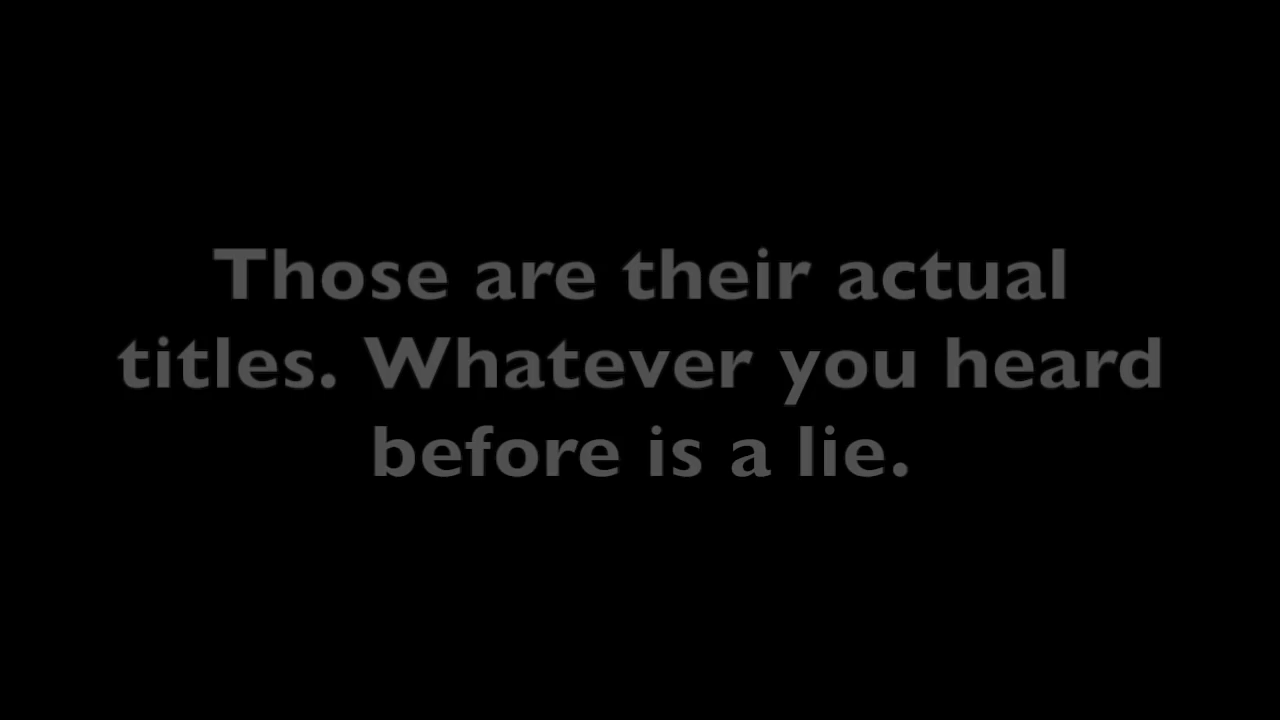 Those are their actual
titles. Whatever you heard
before is a lie.